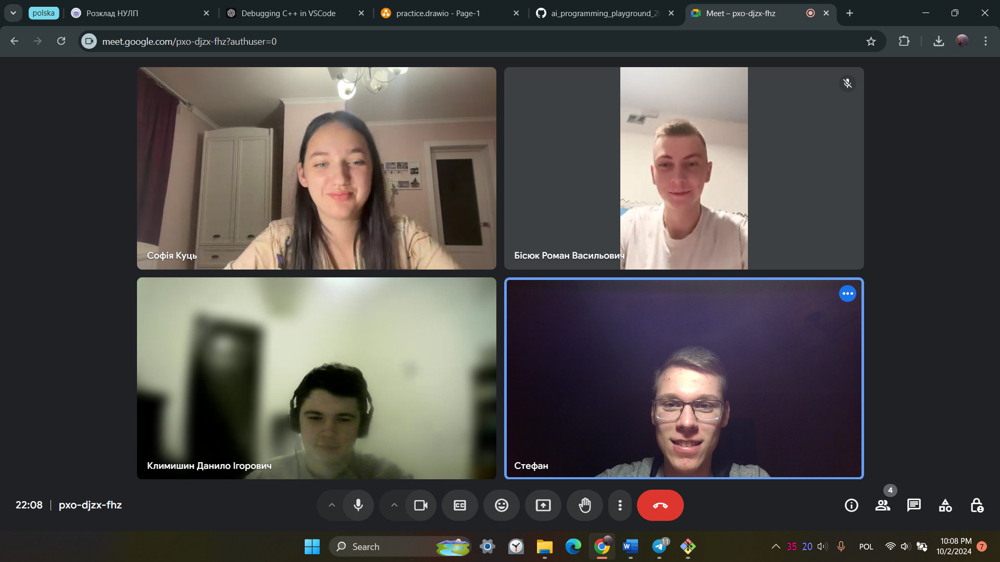 polska
Розклад НУЛП
Debugging C++ in VSCode
practice.drawio - Page-1
ai_programming_playground_20
Meet – pxo-djzx-fhz
meet.google.com/pxo-djzx-fhz?authuser=0
Софія Куць
Бісюк Роман Васильович
Климишин Данило Ігорович
Стефан
4
22:08
pxo-djzx-fhz
CC
Search
W
11
35 20
POL
10:08 PM
10/2/2024
7